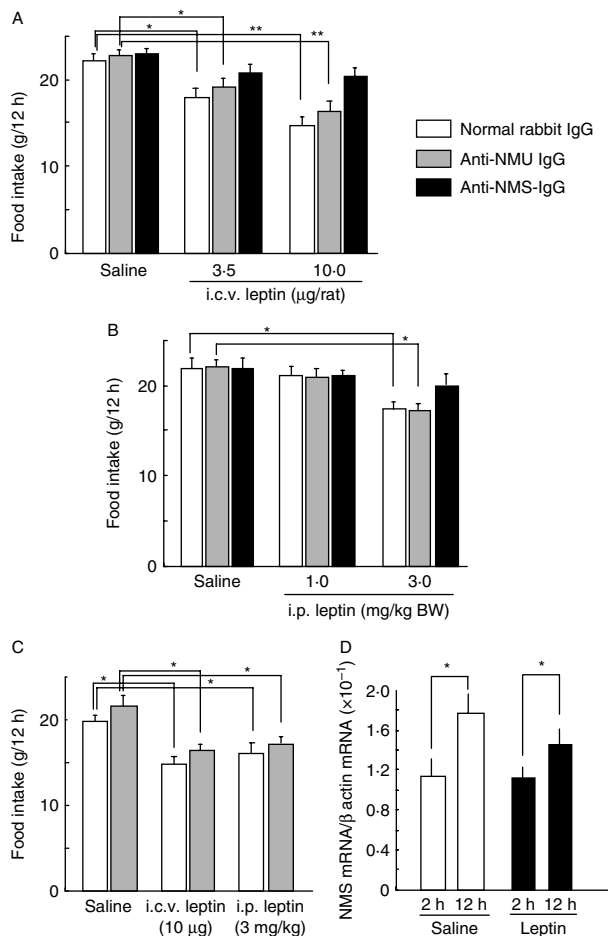 A
Food intake (g/12 h)
20
10
0
*
*
**
**
Saline
3·5
10·0
i.c.v. leptin (µg/rat)
Normal rabbit IgG
Anti-NMU IgG
Anti-NMS-IgG
B
Food intake (g/12 h)
20
10
0
*
*
Saline
1·0
3·0
i.p. leptin (mg/kg BW)
C
Food intake (g/12 h)
20
10
0
*
*
*
*
Saline
i.c.v. leptin
(10 µg)
i.p. leptin
(3 mg/kg)
D
NMS mRNA/β actin mRNA (×10⁻¹)
2·0
1·6
1·2
0·4
0
*
*
2 h
12 h
2 h
12 h
Saline
Leptin